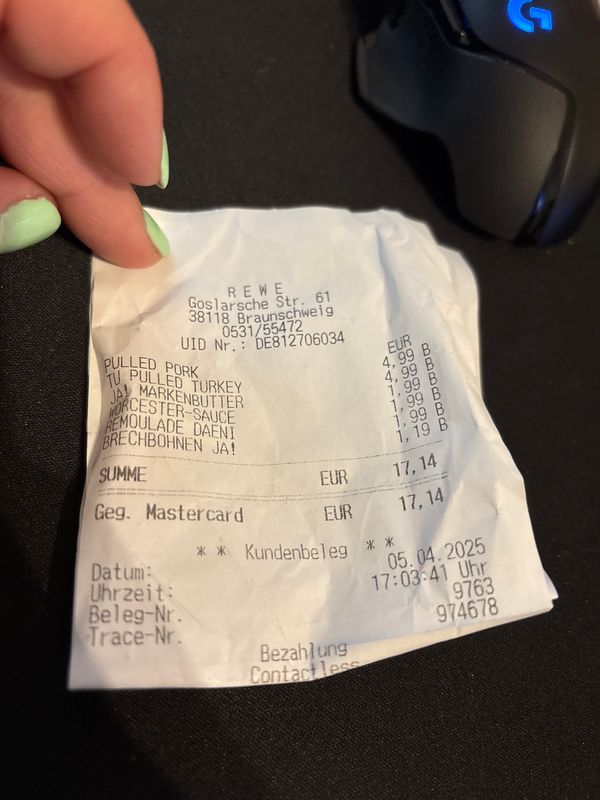 R E W E
Goslarsche Str. 61
38118 Braunschweig
0531/55472
UID Nr.: DE812706034
EUR
PULLED PORK 4,99 B
TU PULLED TURKEY 4,99 B
JA! MARKENBUTTER 1,99 B
WORCESTER-SAUCE 1,99 B
REMOULADE DAENI 1,99 B
BRECHBOHNEN JA! 1,19 B
SUMME EUR 17,14
Geg. Mastercard EUR 17,14
* * Kundenbeleg * *
Datum: 05.04.2025
Uhrzeit: 17:03:41 Uhr
Beleg-Nr. 9763
Trace-Nr. 974678
Bezahlung
Contactless